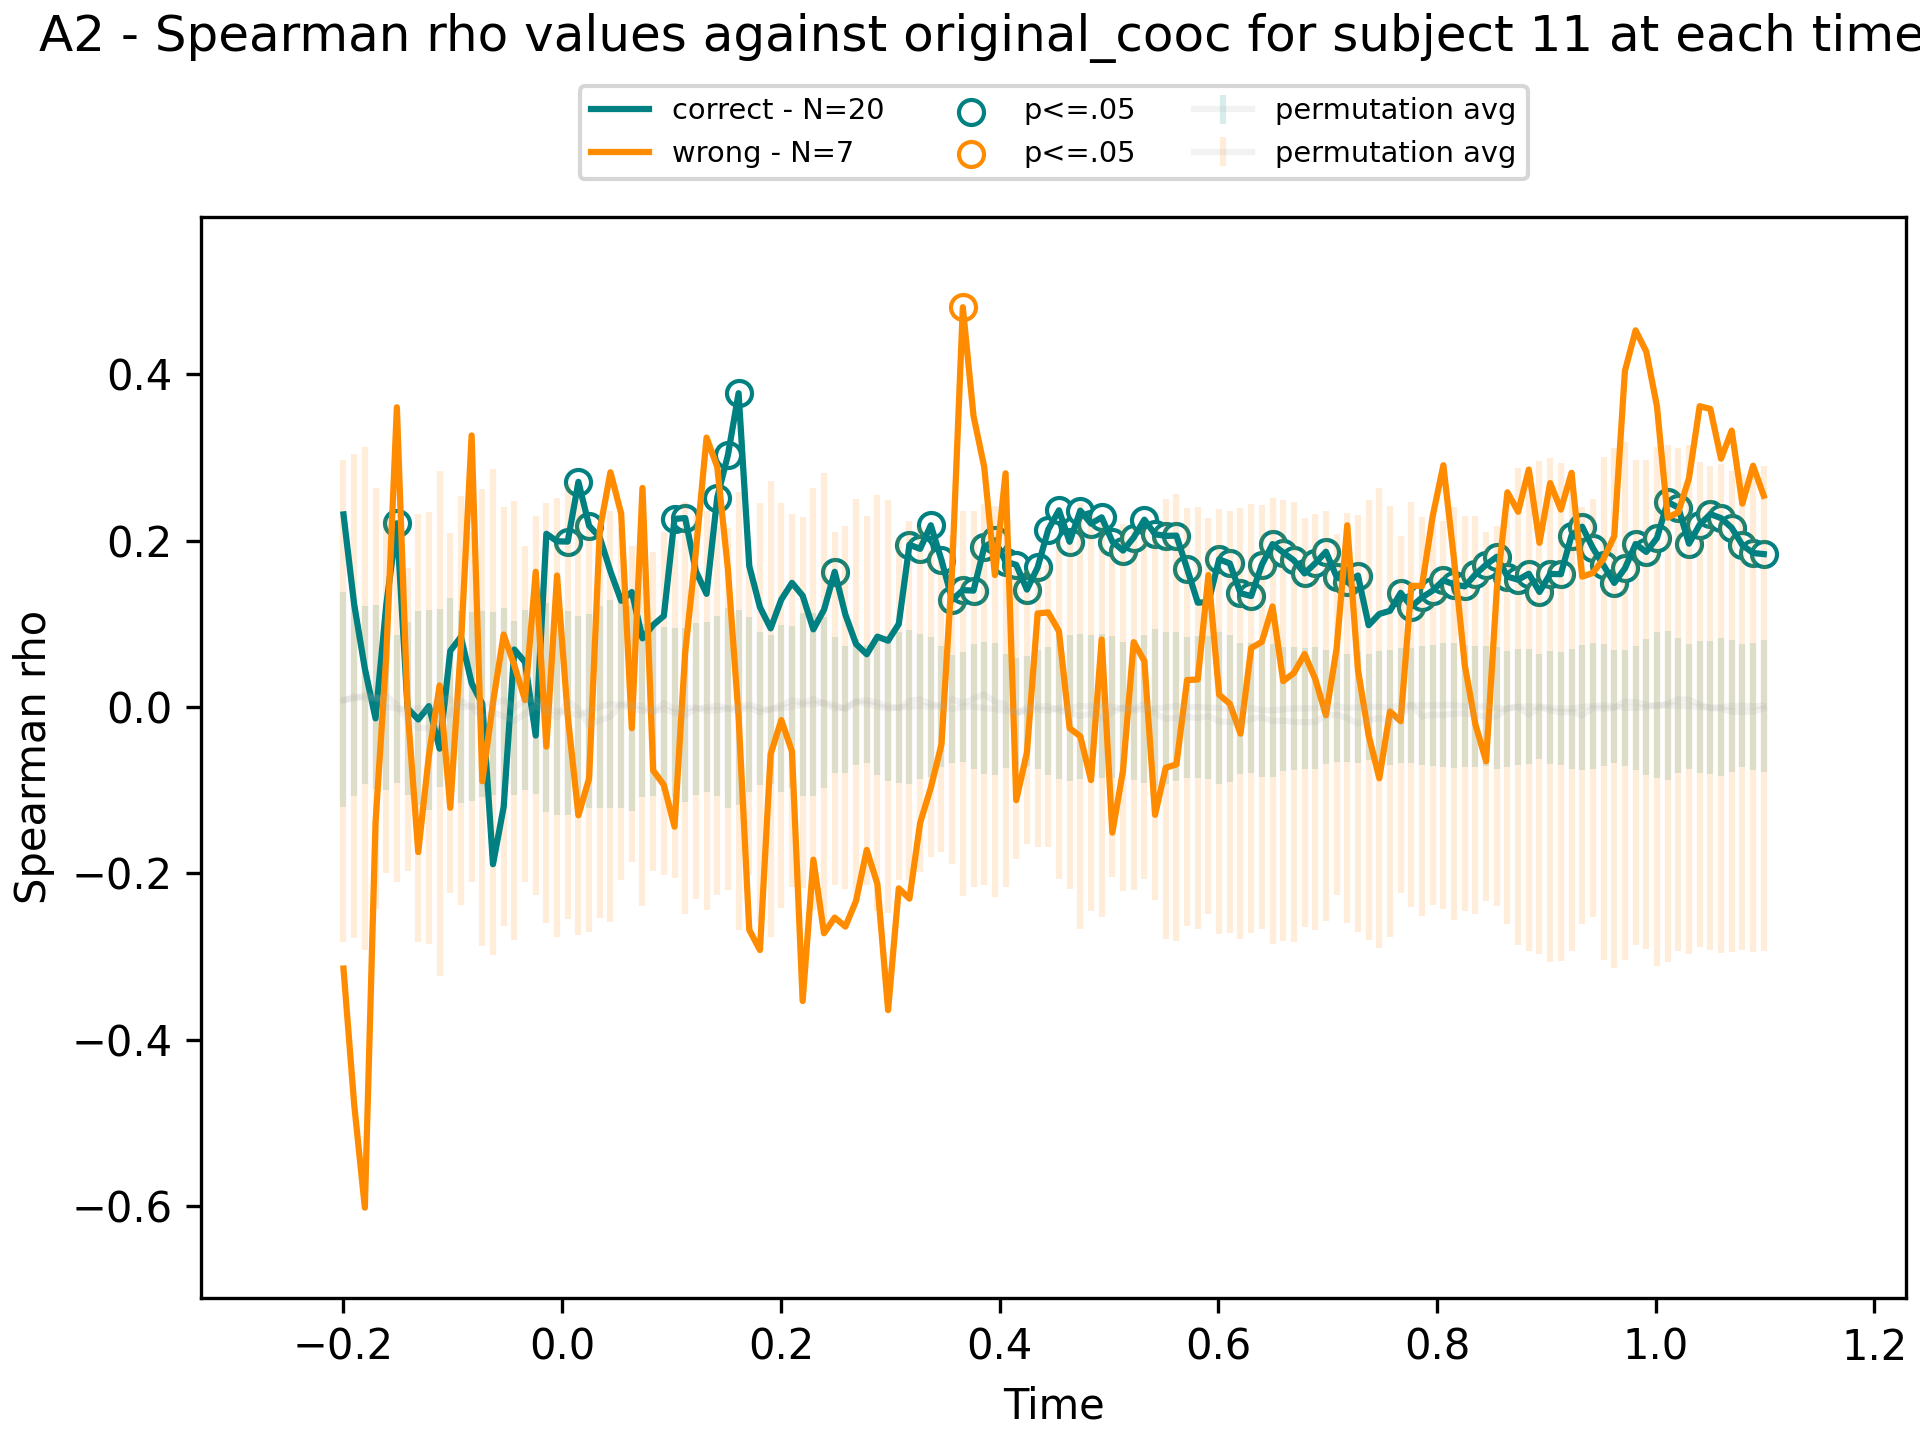 A2 - Spearman rho values against original_cooc for subject 11 at each time
correct - N=20 p<=.05 permutation avg
wrong - N=7 p<=.05 permutation avg
0.4
0.2
0.0
−0.2
−0.4
−0.6
Spearman rho
−0.2 0.0 0.2 0.4 0.6 0.8 1.0 1.2
Time